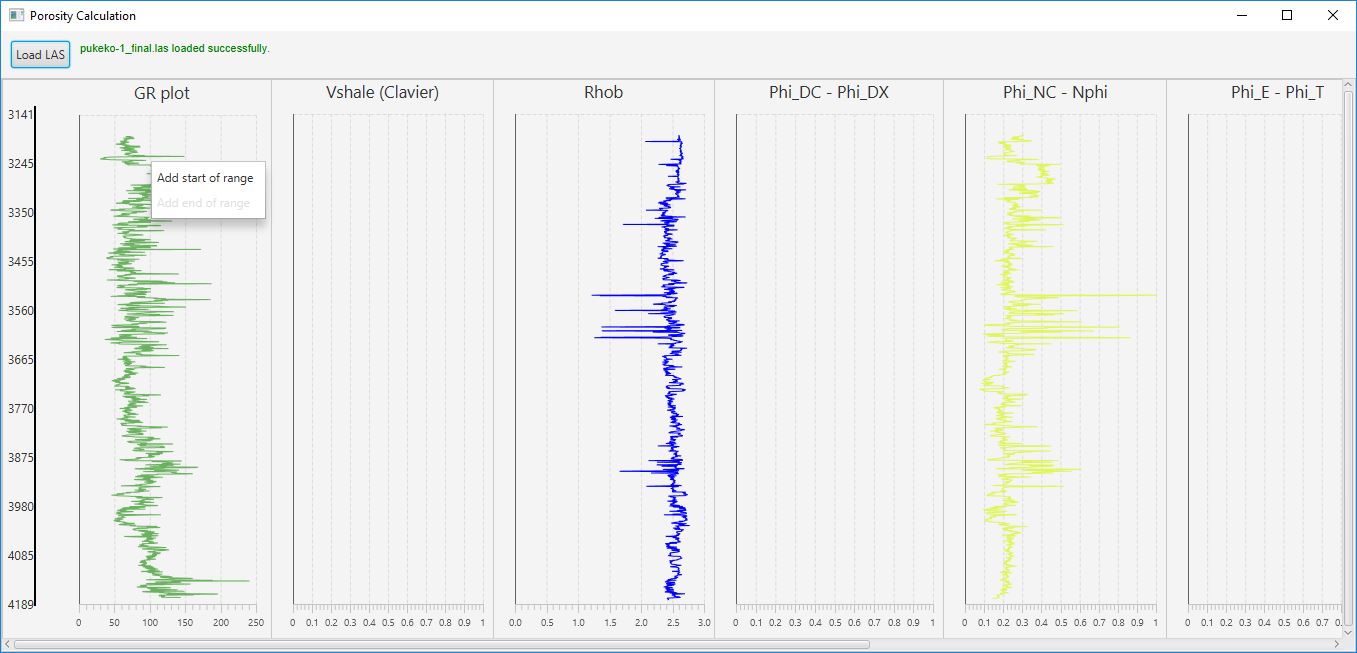 Porosity Calculation
Load LAS
pukeko-1_final.las loaded successfully.
GR plot
Vshale (Clavier)
Rhob
Phi_DC - Phi_DX
Phi_NC - Nphi
Phi_E - Phi_T
3141
3245
3350
3455
3560
3665
3770
3875
3980
4085
4189
Add start of range
Add end of range
0 50 100 150 200 250
0 0.1 0.2 0.3 0.4 0.5 0.6 0.7 0.8 0.9 1
0.0 0.5 1.0 1.5 2.0 2.5 3.0
0 0.1 0.2 0.3 0.4 0.5 0.6 0.7 0.8 0.9 1
0 0.1 0.2 0.3 0.4 0.5 0.6 0.7 0.8 0.9 1
0 0.1 0.2 0.3 0.4 0.5 0.6 0.7